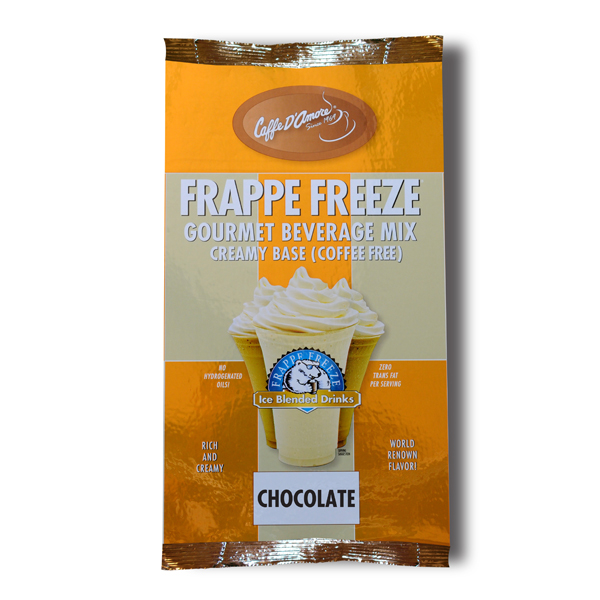 Caffe D'Amore
Since 1969
FRAPPE FREEZE
GOURMET BEVERAGE MIX
CREAMY BASE (COFFEE FREE)
NO
HYDROGENATED
OILS!
ZERO
TRANS FAT
PER SERVING
FRAPPE FREEZE
Ice Blended Drinks
RICH
AND
CREAMY
WORLD
RENOWN
FLAVOR!
CHOCOLATE